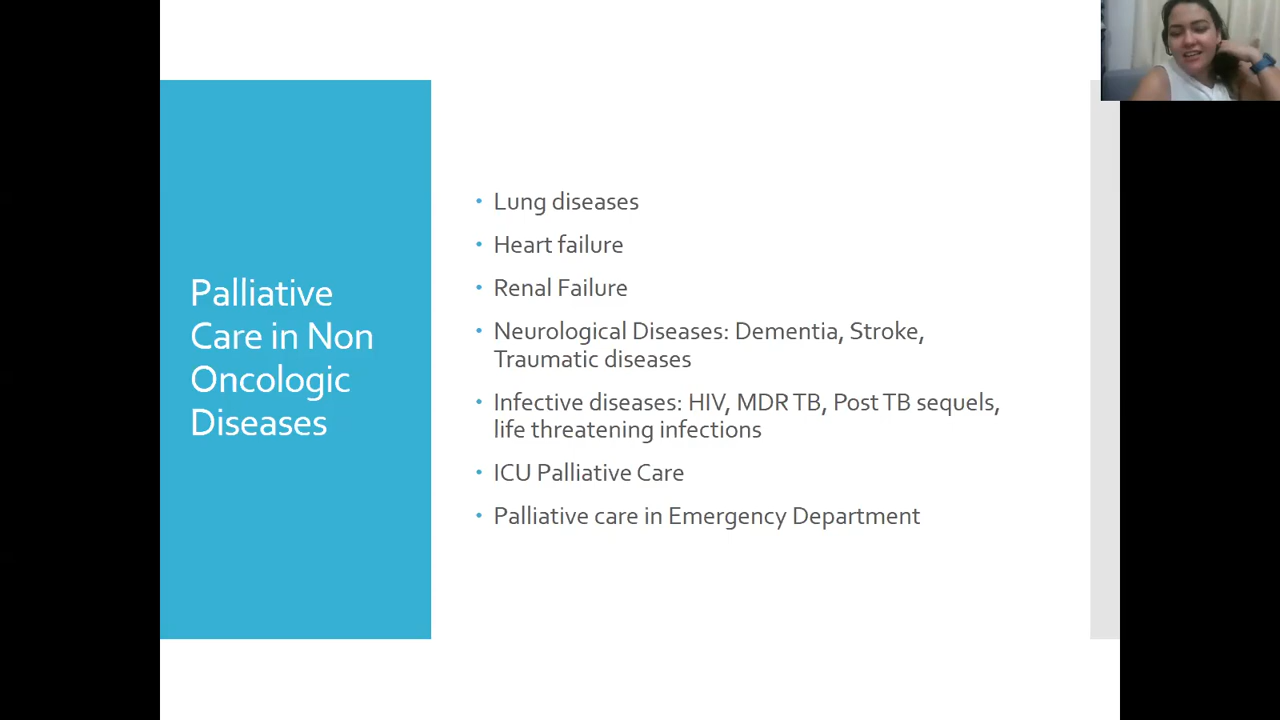 Palliative
Care in Non
Oncologic
Diseases
• Lung diseases
• Heart failure
• Renal Failure
• Neurological Diseases: Dementia, Stroke,
Traumatic diseases
• Infective diseases: HIV, MDR TB, Post TB sequels,
life threatening infections
• ICU Palliative Care
• Palliative care in Emergency Department